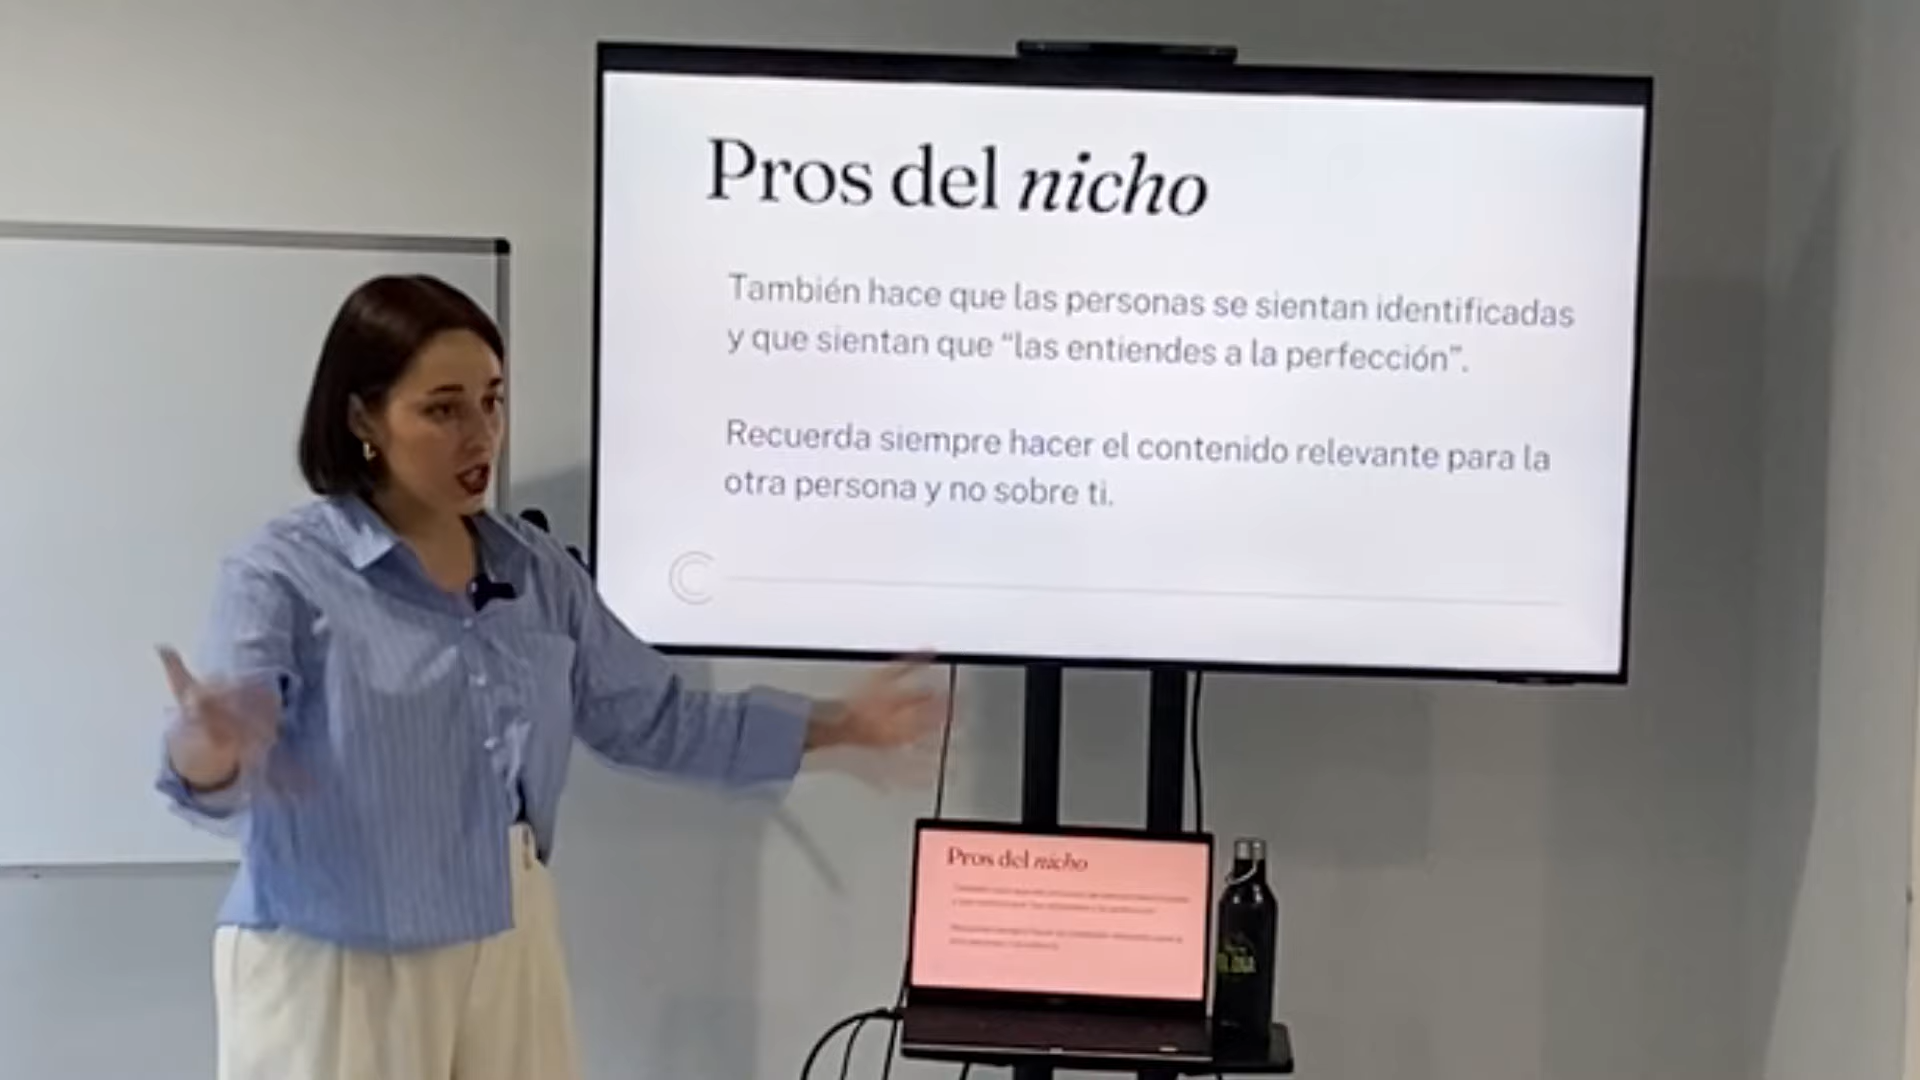 Pros del nicho
También hace que las personas se sientan identificadas
y que sientan que “las entiendes a la perfección”.
Recuerda siempre hacer el contenido relevante para la
otra persona y no sobre ti.
Pros del nicho